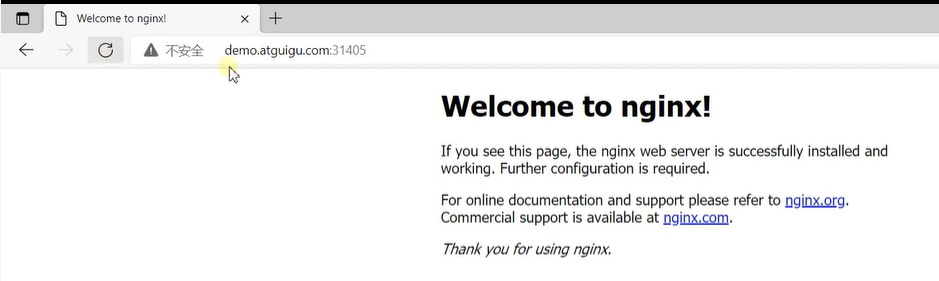 Welcome to nginx!
不安全 demo.atguigu.com:31405
Welcome to nginx!
If you see this page, the nginx web server is successfully installed and
working. Further configuration is required.
For online documentation and support please refer to nginx.org.
Commercial support is available at nginx.com.
Thank you for using nginx.